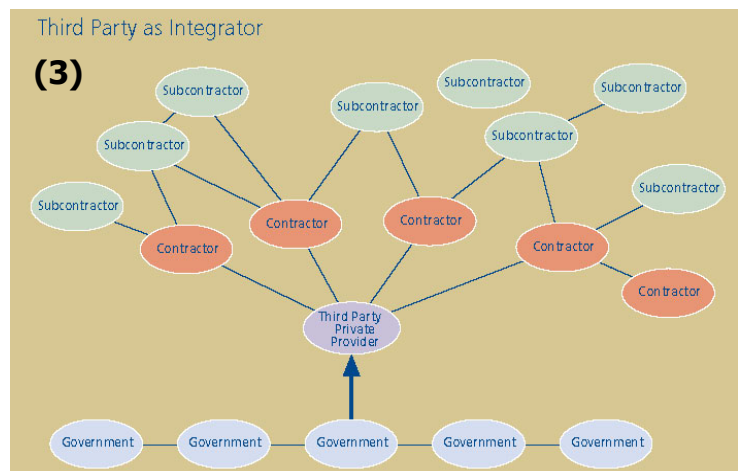 Third Party as Integrator
(3)
Subcontractor
Subcontractor
Subcontractor
Subcontractor
Subcontractor
Subcontractor
Subcontractor
Subcontractor
Contractor
Contractor
Contractor
Contractor
Contractor
Third Party
Private
Provider
Government
Government
Government
Government
Government